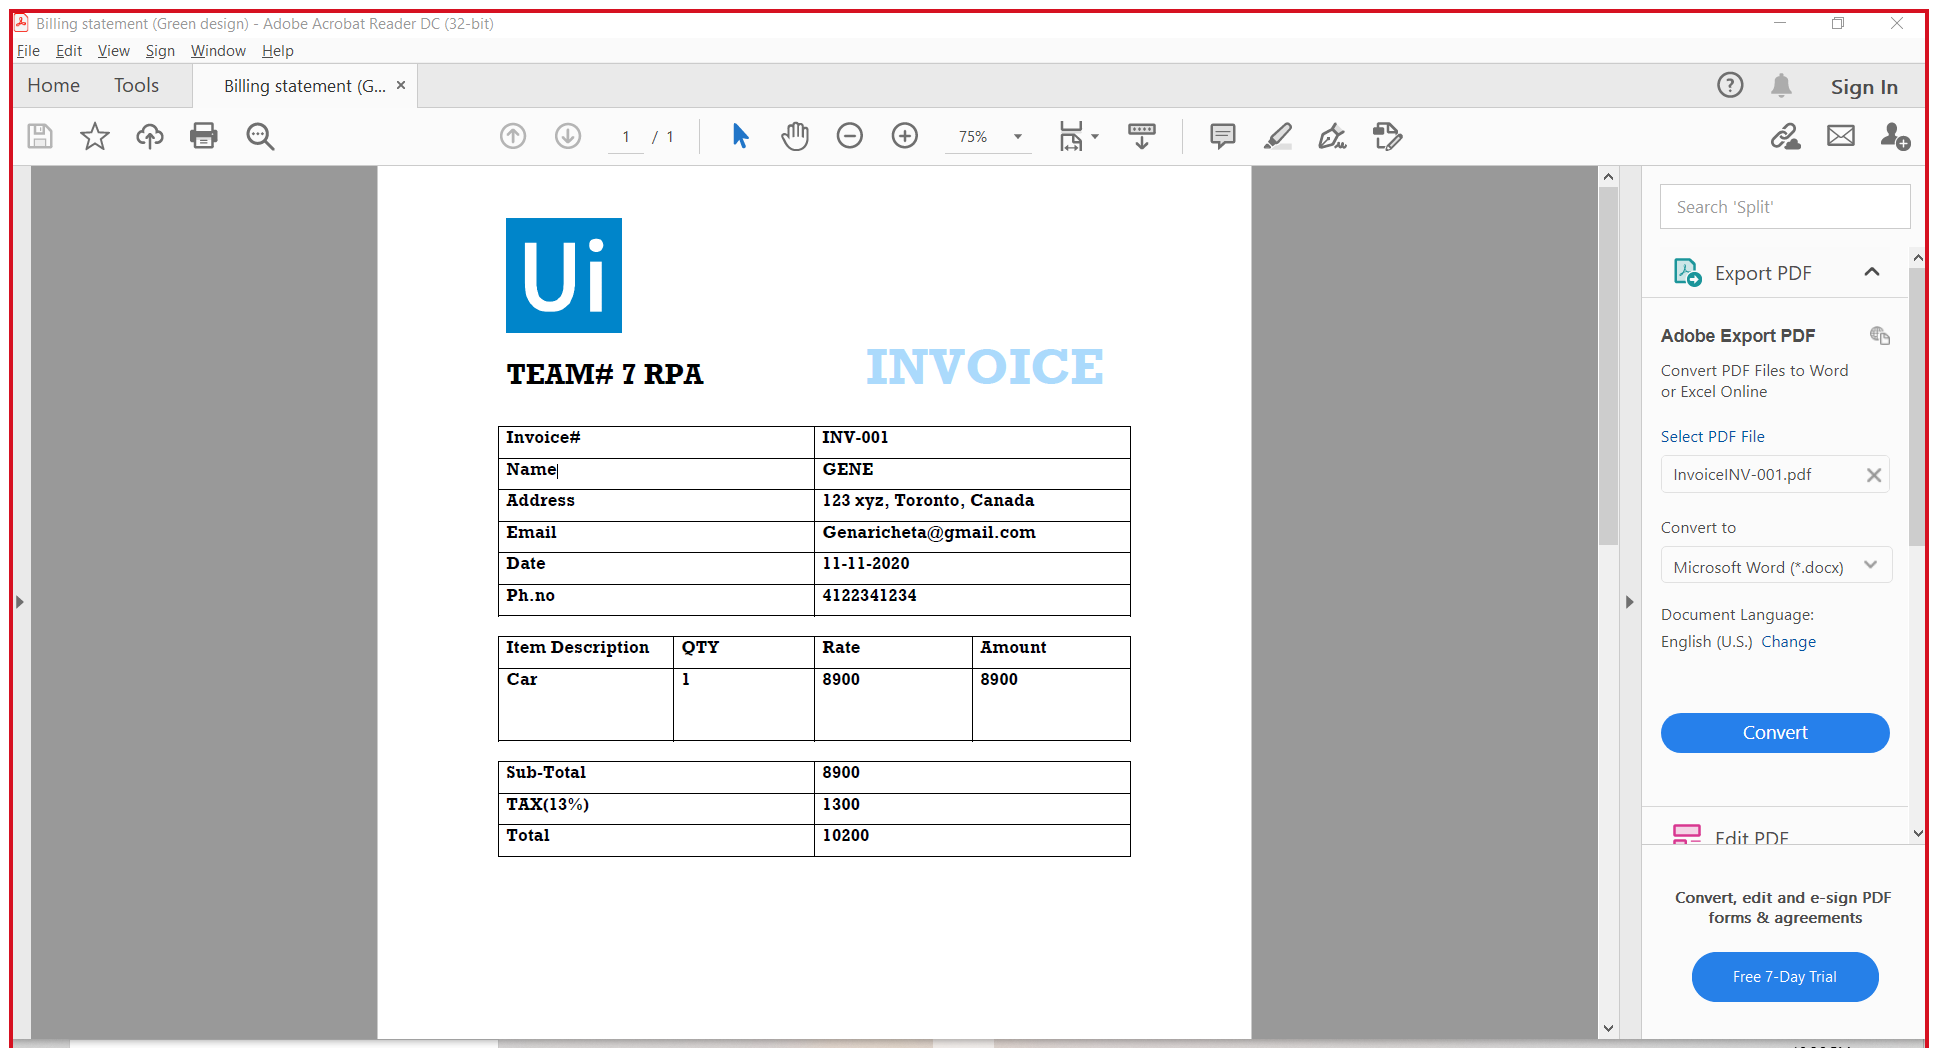 Billing statement (Green design) - Adobe Acrobat Reader DC (32-bit)
File Edit View Sign Window Help
Home Tools Billing statement (G... × Sign In
1 / 1 75%
Search 'Split'
Export PDF
Adobe Export PDF
Convert PDF Files to Word
or Excel Online
Select PDF File
InvoiceINV-001.pdf
Convert to
Microsoft Word (*.docx)
Document Language:
English (U.S.) Change
Convert
Edit PDF
Convert, edit and e-sign PDF
forms & agreements
Free 7-Day Trial
Ui
TEAM# 7 RPA INVOICE
Invoice# INV-001
Name GENE
Address 123 xyz, Toronto, Canada
Email Genaricheta@gmail.com
Date 11-11-2020
Ph.no 4122341234
Item Description QTY Rate Amount
Car 1 8900 8900
Sub-Total 8900
TAX(13%) 1300
Total 10200